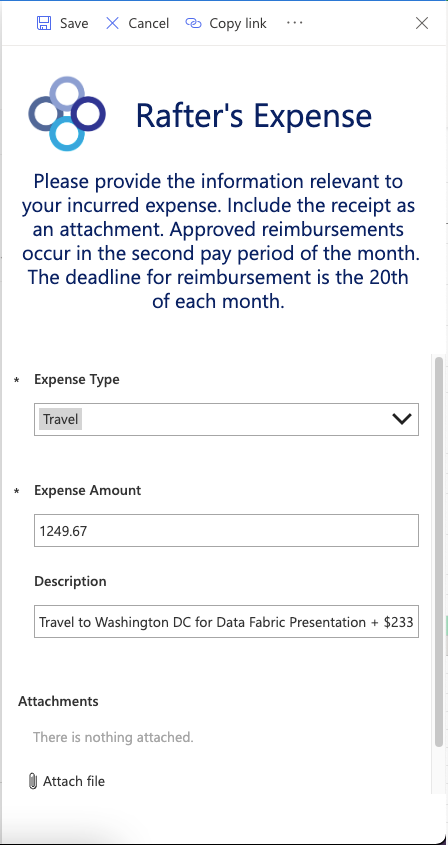 Save Cancel Copy link ...
Rafter's Expense
Please provide the information relevant to
your incurred expense. Include the receipt as
an attachment. Approved reimbursements
occur in the second pay period of the month.
The deadline for reimbursement is the 20th
of each month.
* Expense Type
Travel
* Expense Amount
1249.67
Description
Travel to Washington DC for Data Fabric Presentation + $233
Attachments
There is nothing attached.
Attach file